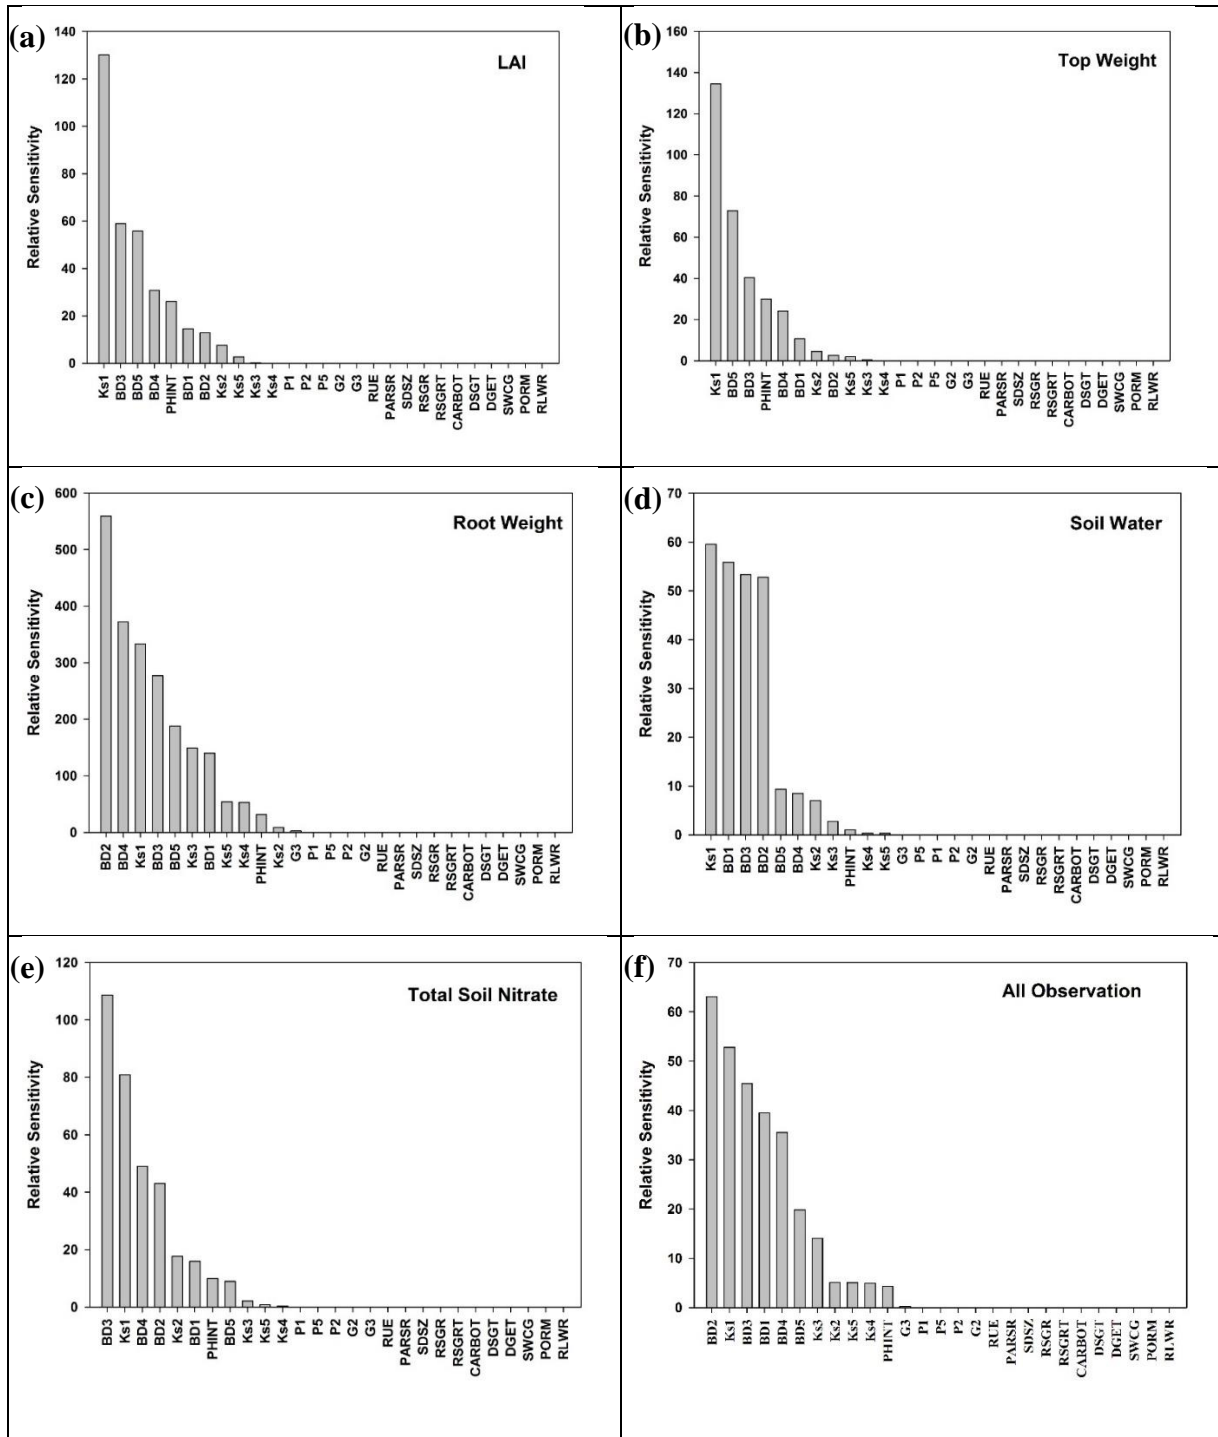 (a)
LAI
Relative Sensitivity
140
120
100
80
60
40
20
0
Ks1 BD3 BD5 BD4 PHINT BD1 BD2 Ks2 Ks5 Ks3 Ks4 P1 P2 P5 G2 G3 RUE PARSR SDSZ RSGR RSGRT CARBOT DSGT DGET SWCG PORM RLWR
(b)
Top Weight
Relative Sensitivity
160
140
120
100
80
60
40
20
0
Ks1 BD5 BD3 PHINT BD4 BD1 Ks2 BD2 Ks5 Ks3 Ks4 P1 P2 P5 G2 G3 RUE PARSR SDSZ RSGR RSGRT CARBOT DSGT DGET SWCG PORM RLWR
(c)
Root Weight
Relative Sensitivity
600
500
400
300
200
100
0
BD2 BD4 Ks1 BD3 BD5 Ks3 BD1 Ks5 Ks4 PHINT Ks2 G3 P1 P5 P2 G2 RUE PARSR SDSZ RSGR RSGRT CARBOT DSGT DGET SWCG PORM RLWR
(d)
Soil Water
Relative Sensitivity
70
60
50
40
30
20
10
0
Ks1 BD1 BD3 BD2 BD5 BD4 Ks2 Ks3 PHINT Ks4 Ks5 G3 P5 P1 P2 G2 RUE PARSR SDSZ RSGR RSGRT CARBOT DSGT DGET SWCG PORM RLWR
(e)
Total Soil Nitrate
Relative Sensitivity
120
100
80
60
40
20
0
BD3 Ks1 BD4 BD2 Ks2 BD1 PHINT BD5 Ks3 Ks5 Ks4 P1 P5 P2 G2 G3 RUE PARSR SDSZ RSGR RSGRT CARBOT DSGT DGET SWCG PORM RLWR
(f)
All Observation
Relative Sensitivity
70
60
50
40
30
20
10
0
BD2 Ks1 BD3 BD1 BD4 BD5 Ks3 Ks2 Ks5 Ks4 PHINT G3 P1 P5 P2 G2 RUE PARSR SDSZ RSGR RSGRT CARBOT DSGT DGET SWCG PORM RLWR